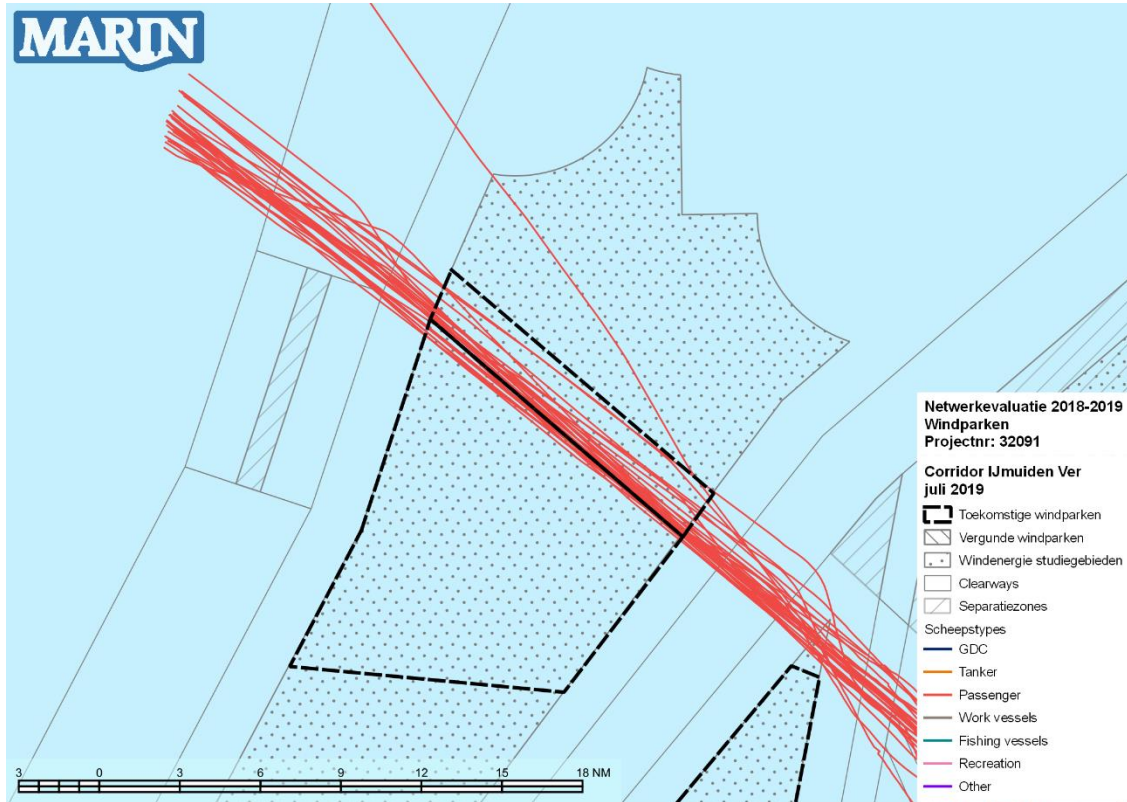 MARIN
Netwerkevaluatie 2018-2019
Windparken
Projectnr: 32091
Corridor IJmuiden Ver
juli 2019
Toekomstige windparken
Vergunde windparken
Windenergie studiegebieden
Clearways
Separatiezones
Scheepstypes
GDC
Tanker
Passenger
Work vessels
Fishing vessels
Recreation
Other
3 0 3 6 9 12 15 18 NM